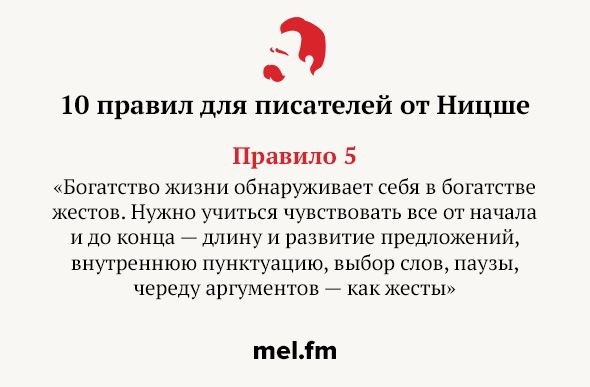 10 правил для писателей от Ницше
Правило 5
«Богатство жизни обнаруживает себя в богатстве
жестов. Нужно учиться чувствовать все от начала
и до конца — длину и развитие предложений,
внутреннюю пунктуацию, выбор слов, паузы,
череду аргументов — как жесты»
mel.fm